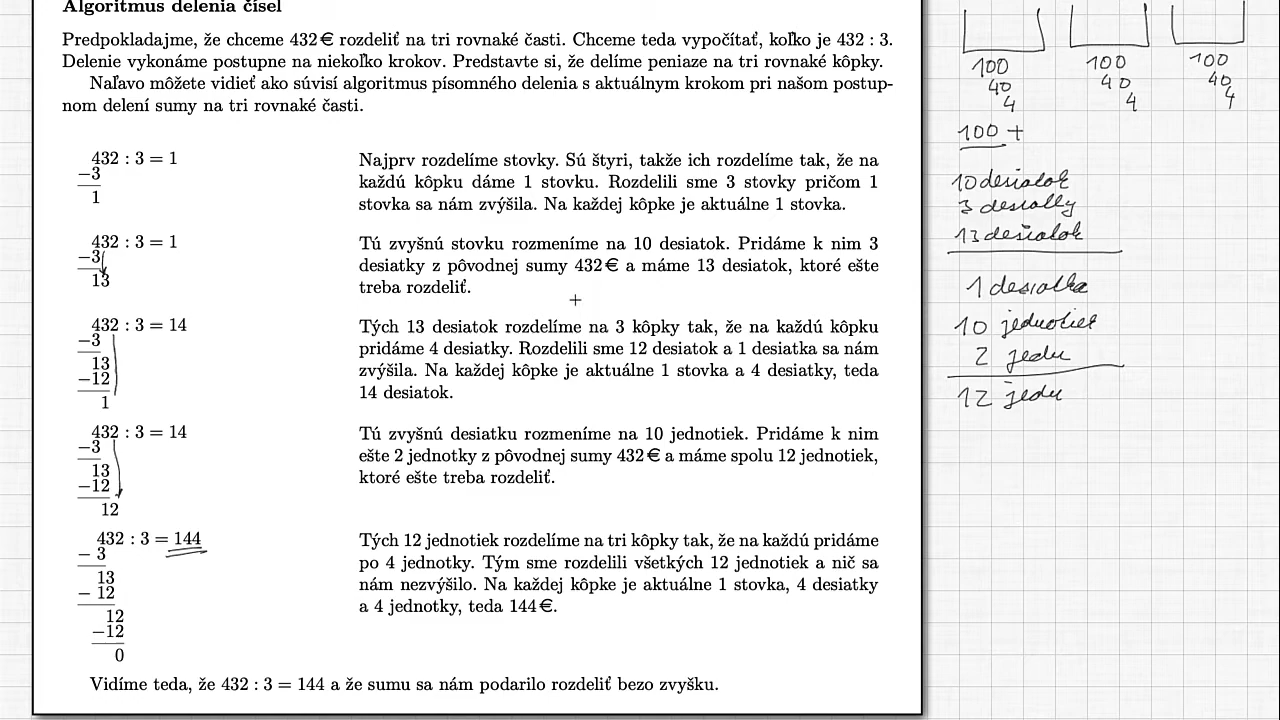 Algoritmus delenia čísel
Predpokladajme, že chceme 432€ rozdeliť na tri rovnaké časti. Chceme teda vypočítať, koľko je 432 : 3.
Delenie vykonáme postupne na niekoľko krokov. Predstavte si, že delíme peniaze na tri rovnaké kôpky.
Naľavo môžete vidieť ako súvisí algoritmus písomného delenia s aktuálnym krokom pri našom postup-
nom delení sumy na tri rovnaké časti.
432 : 3 = 1
−3
1
Najprv rozdelíme stovky. Sú štyri, takže ich rozdelíme tak, že na
každú kôpku dáme 1 stovku. Rozdelili sme 3 stovky pričom 1
stovka sa nám zvýšila. Na každej kôpke je aktuálne 1 stovka.
432 : 3 = 1
−3
13
Tú zvyšnú stovku rozmeníme na 10 desiatok. Pridáme k nim 3
desiatky z pôvodnej sumy 432€ a máme 13 desiatok, ktoré ešte
treba rozdeliť.
432 : 3 = 14
−3
13
−12
1
Tých 13 desiatok rozdelíme na 3 kôpky tak, že na každú kôpku
pridáme 4 desiatky. Rozdelili sme 12 desiatok a 1 desiatka sa nám
zvýšila. Na každej kôpke je aktuálne 1 stovka a 4 desiatky, teda
14 desiatok.
432 : 3 = 14
−3
13
−12
12
Tú zvyšnú desiatku rozmeníme na 10 jednotiek. Pridáme k nim
ešte 2 jednotky z pôvodnej sumy 432€ a máme spolu 12 jednotiek,
ktoré ešte treba rozdeliť.
432 : 3 = 144
− 3
13
− 12
12
−12
0
Tých 12 jednotiek rozdelíme na tri kôpky tak, že na každú pridáme
po 4 jednotky. Tým sme rozdelili všetkých 12 jednotiek a nič sa
nám nezvýšilo. Na každej kôpke je aktuálne 1 stovka, 4 desiatky
a 4 jednotky, teda 144€.
Vidíme teda, že 432 : 3 = 144 a že sumu sa nám podarilo rozdeliť bezo zvyšku.
100 100 100
40 40 40
4 4 4
100 +
10 desiatok
3 desiatky
13 desiatok
1 desiatka
10 jednotiek
2 jedn
12 jedn